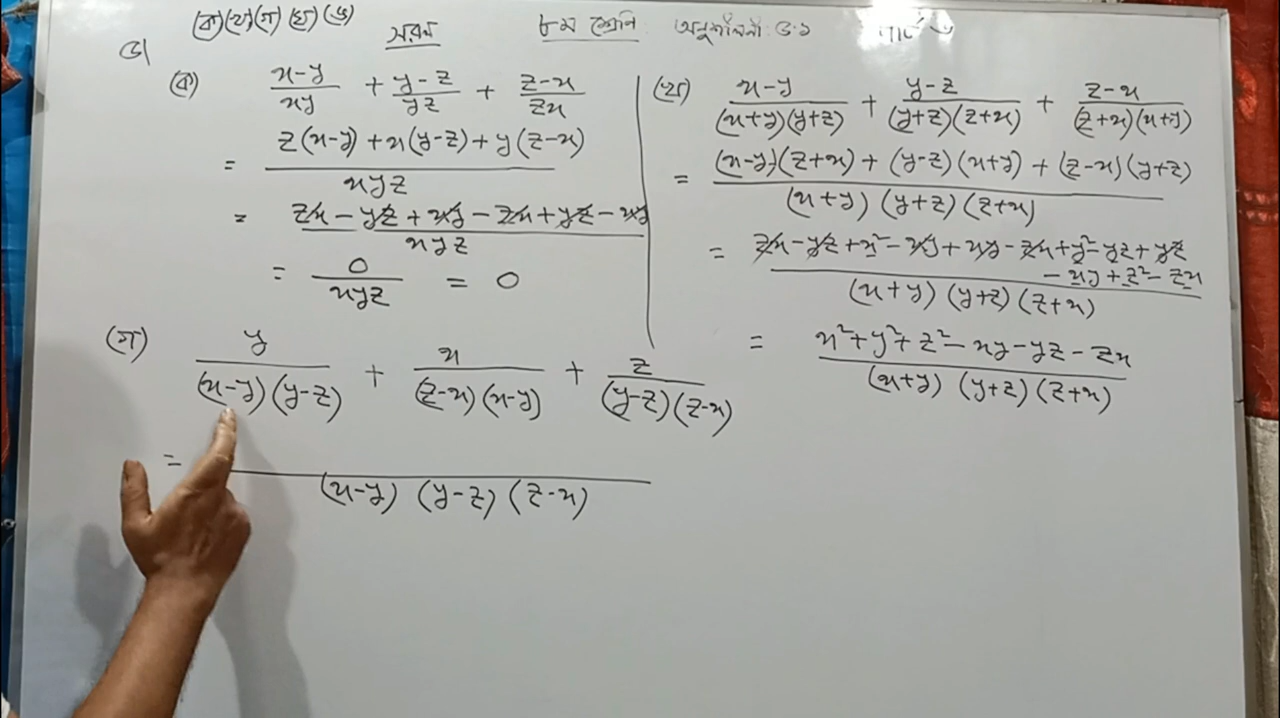 (ক)(খ)(গ)(ঘ)(ঙ) সরল ৮ম শ্রেণি অনুশীলনী ৫.১ পার্ট ৩
৬।
(ক) x-y/xy + y-z/yz + z-x/zx
= z(x-y)+x(y-z)+y(z-x)/xyz
= zx-yz+xy-zx+yz-xy/xyz
= 0/xyz = 0
(খ) x-y/(x+y)(y+z) + y-z/(y+z)(z+x) + z-x/(z+x)(x+y)
= (x-y)(z+x)+(y-z)(x+y)+(z-x)(y+z)/(x+y)(y+z)(z+x)
= zx-yz+x²-xy+xy-zx+y²-yz+yz
-xy+z²-zx/(x+y)(y+z)(z+x)
= x²+y²+z²-xy-yz-zx/(x+y)(y+z)(z+x)
(গ) y/(x-y)(y-z) + x/(z-x)(x-y) + z/(y-z)(z-x)
= (x-y)(y-z)(z-x)